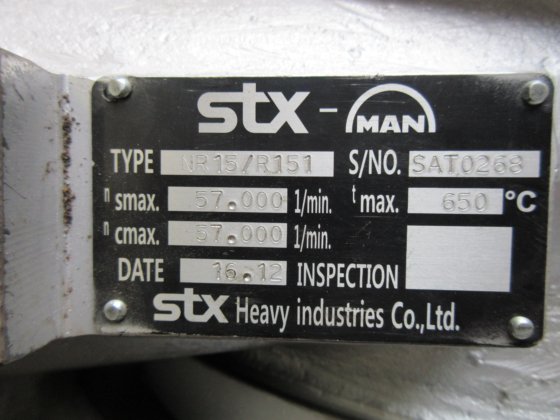 STX - MAN
TYPE NR15/R151 S/NO. SAT0268
n smax. 57.000 1/min. t max. 650 °C
n cmax. 57.000 1/min.
DATE 16.12 INSPECTION
STX Heavy industries Co.,Ltd.